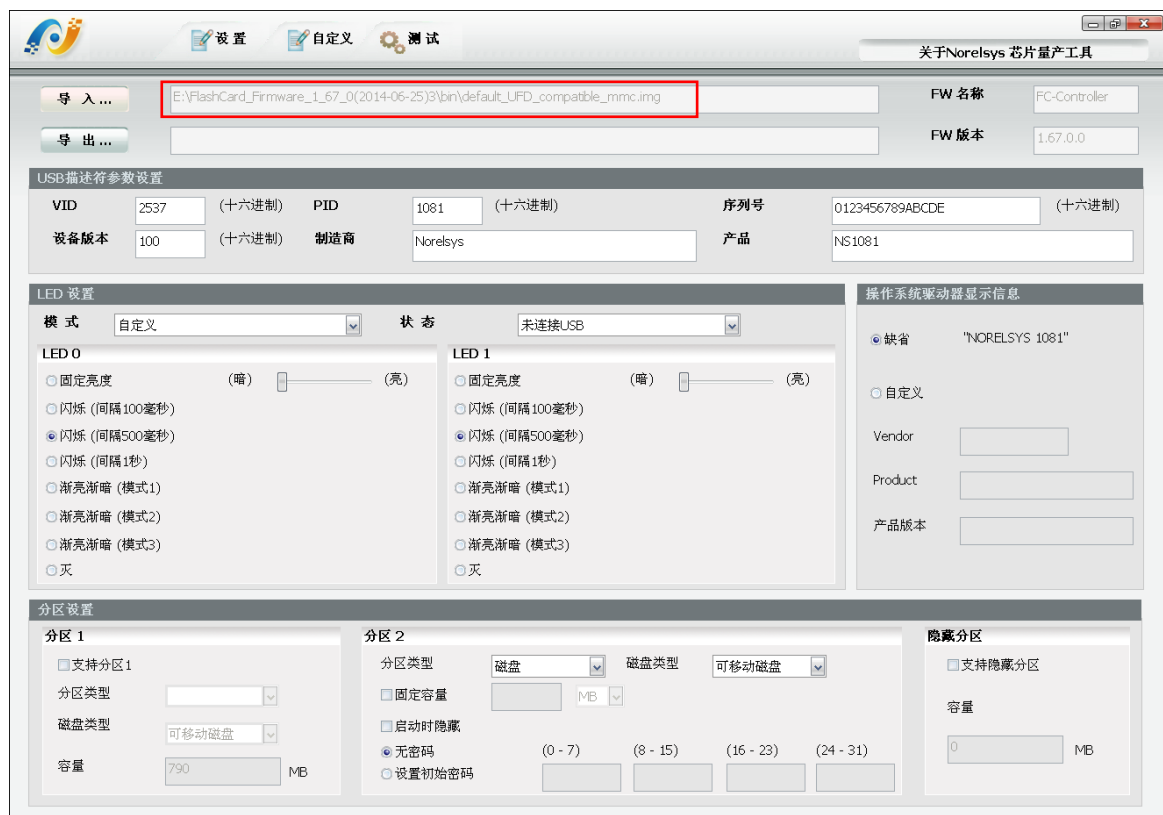 设置 自定义 测试
关于Norelsys 芯片量产工具
导 入 ... E:\FlashCard_Firmware_1_67_0(2014-06-25)3\bin\default_UFD_compatible_mmc.img FW 名称 FC-Controller
导 出 ... FW 版本 1.67.0.0
USB描述符参数设置
VID 2537 (十六进制) PID 1081 (十六进制) 序列号 0123456789ABCDE (十六进制)
设备版本 100 (十六进制) 制造商 Norelsys 产品 NS1081
LED 设置 操作系统驱动器显示信息
模 式 自定义 状 态 未连接USB
缺省 "NORELSYS 1081"
LED 0 LED 1
固定亮度 (暗) (亮) 固定亮度 (暗) (亮)
自定义
闪烁 (间隔100毫秒) 闪烁 (间隔100毫秒)
闪烁 (间隔500毫秒) 闪烁 (间隔500毫秒) Vendor
闪烁 (间隔1秒) 闪烁 (间隔1秒)
渐亮渐暗 (模式1) 渐亮渐暗 (模式1) Product
渐亮渐暗 (模式2) 渐亮渐暗 (模式2) 产品版本
渐亮渐暗 (模式3) 渐亮渐暗 (模式3)
灭 灭
分区设置
分区 1 分区 2 隐藏分区
支持分区1 分区类型 磁盘 磁盘类型 可移动磁盘 支持隐藏分区
分区类型 固定容量 MB
容量
磁盘类型 可移动磁盘 启动时隐藏
无密码 (0 - 7) (8 - 15) (16 - 23) (24 - 31) 0 MB
容量 790 MB 设置初始密码